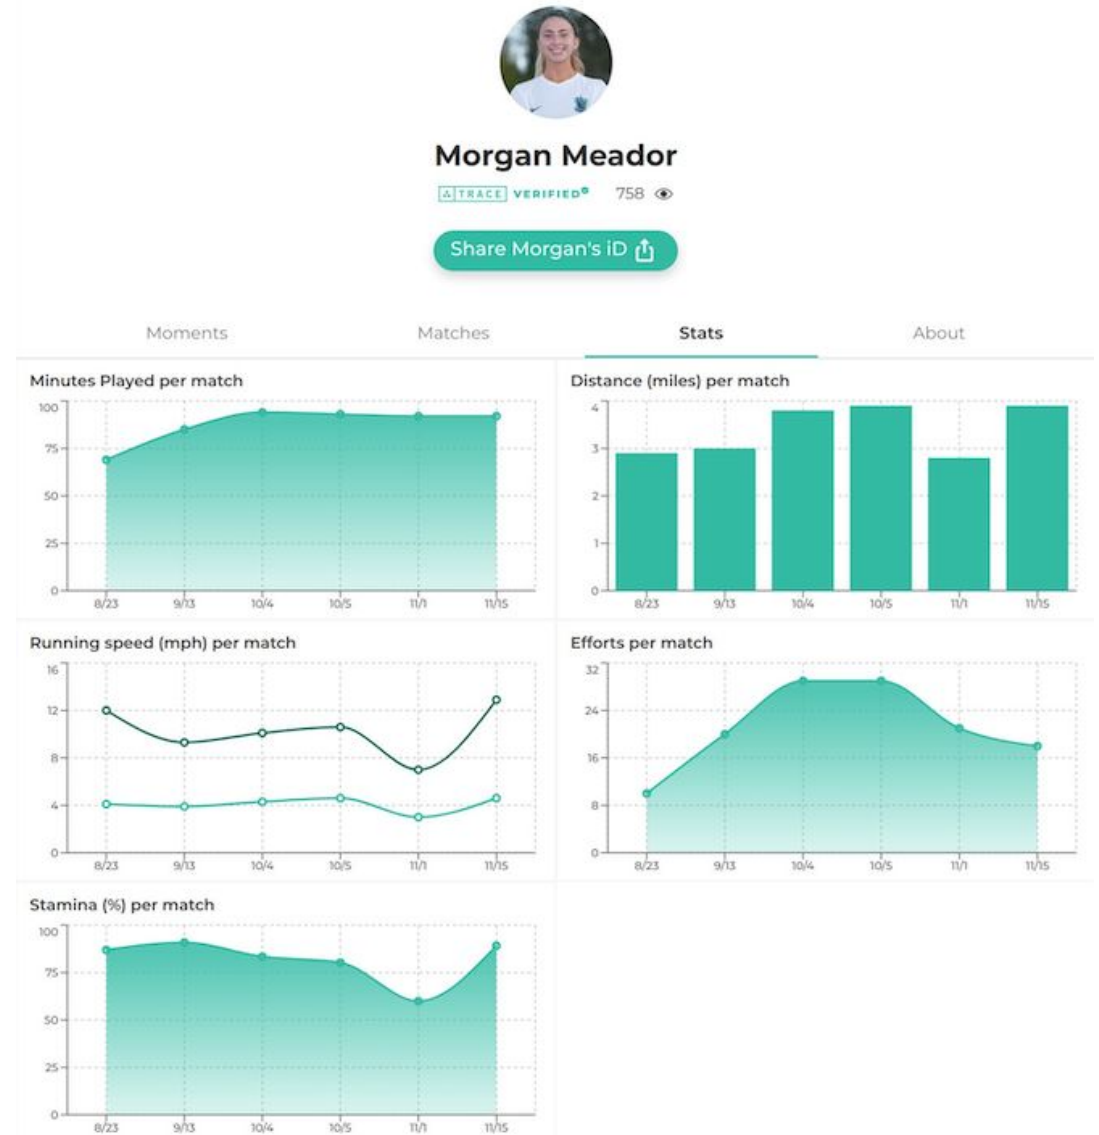 Morgan Meador
TRACE VERIFIED 758
Share Morgan's iD
Moments Matches Stats About
Minutes Played per match
100
75
50
25
0
8/23 9/13 10/4 10/5 11/1 11/15
Distance (miles) per match
4
3
2
1
0
8/23 9/13 10/4 10/5 11/1 11/15
Running speed (mph) per match
16
12
8
4
0
8/23 9/13 10/4 10/5 11/1 11/15
Efforts per match
32
24
16
8
0
8/23 9/13 10/4 10/5 11/1 11/15
Stamina (%) per match
100
75
50
25
0
8/23 9/13 10/4 10/5 11/1 11/15